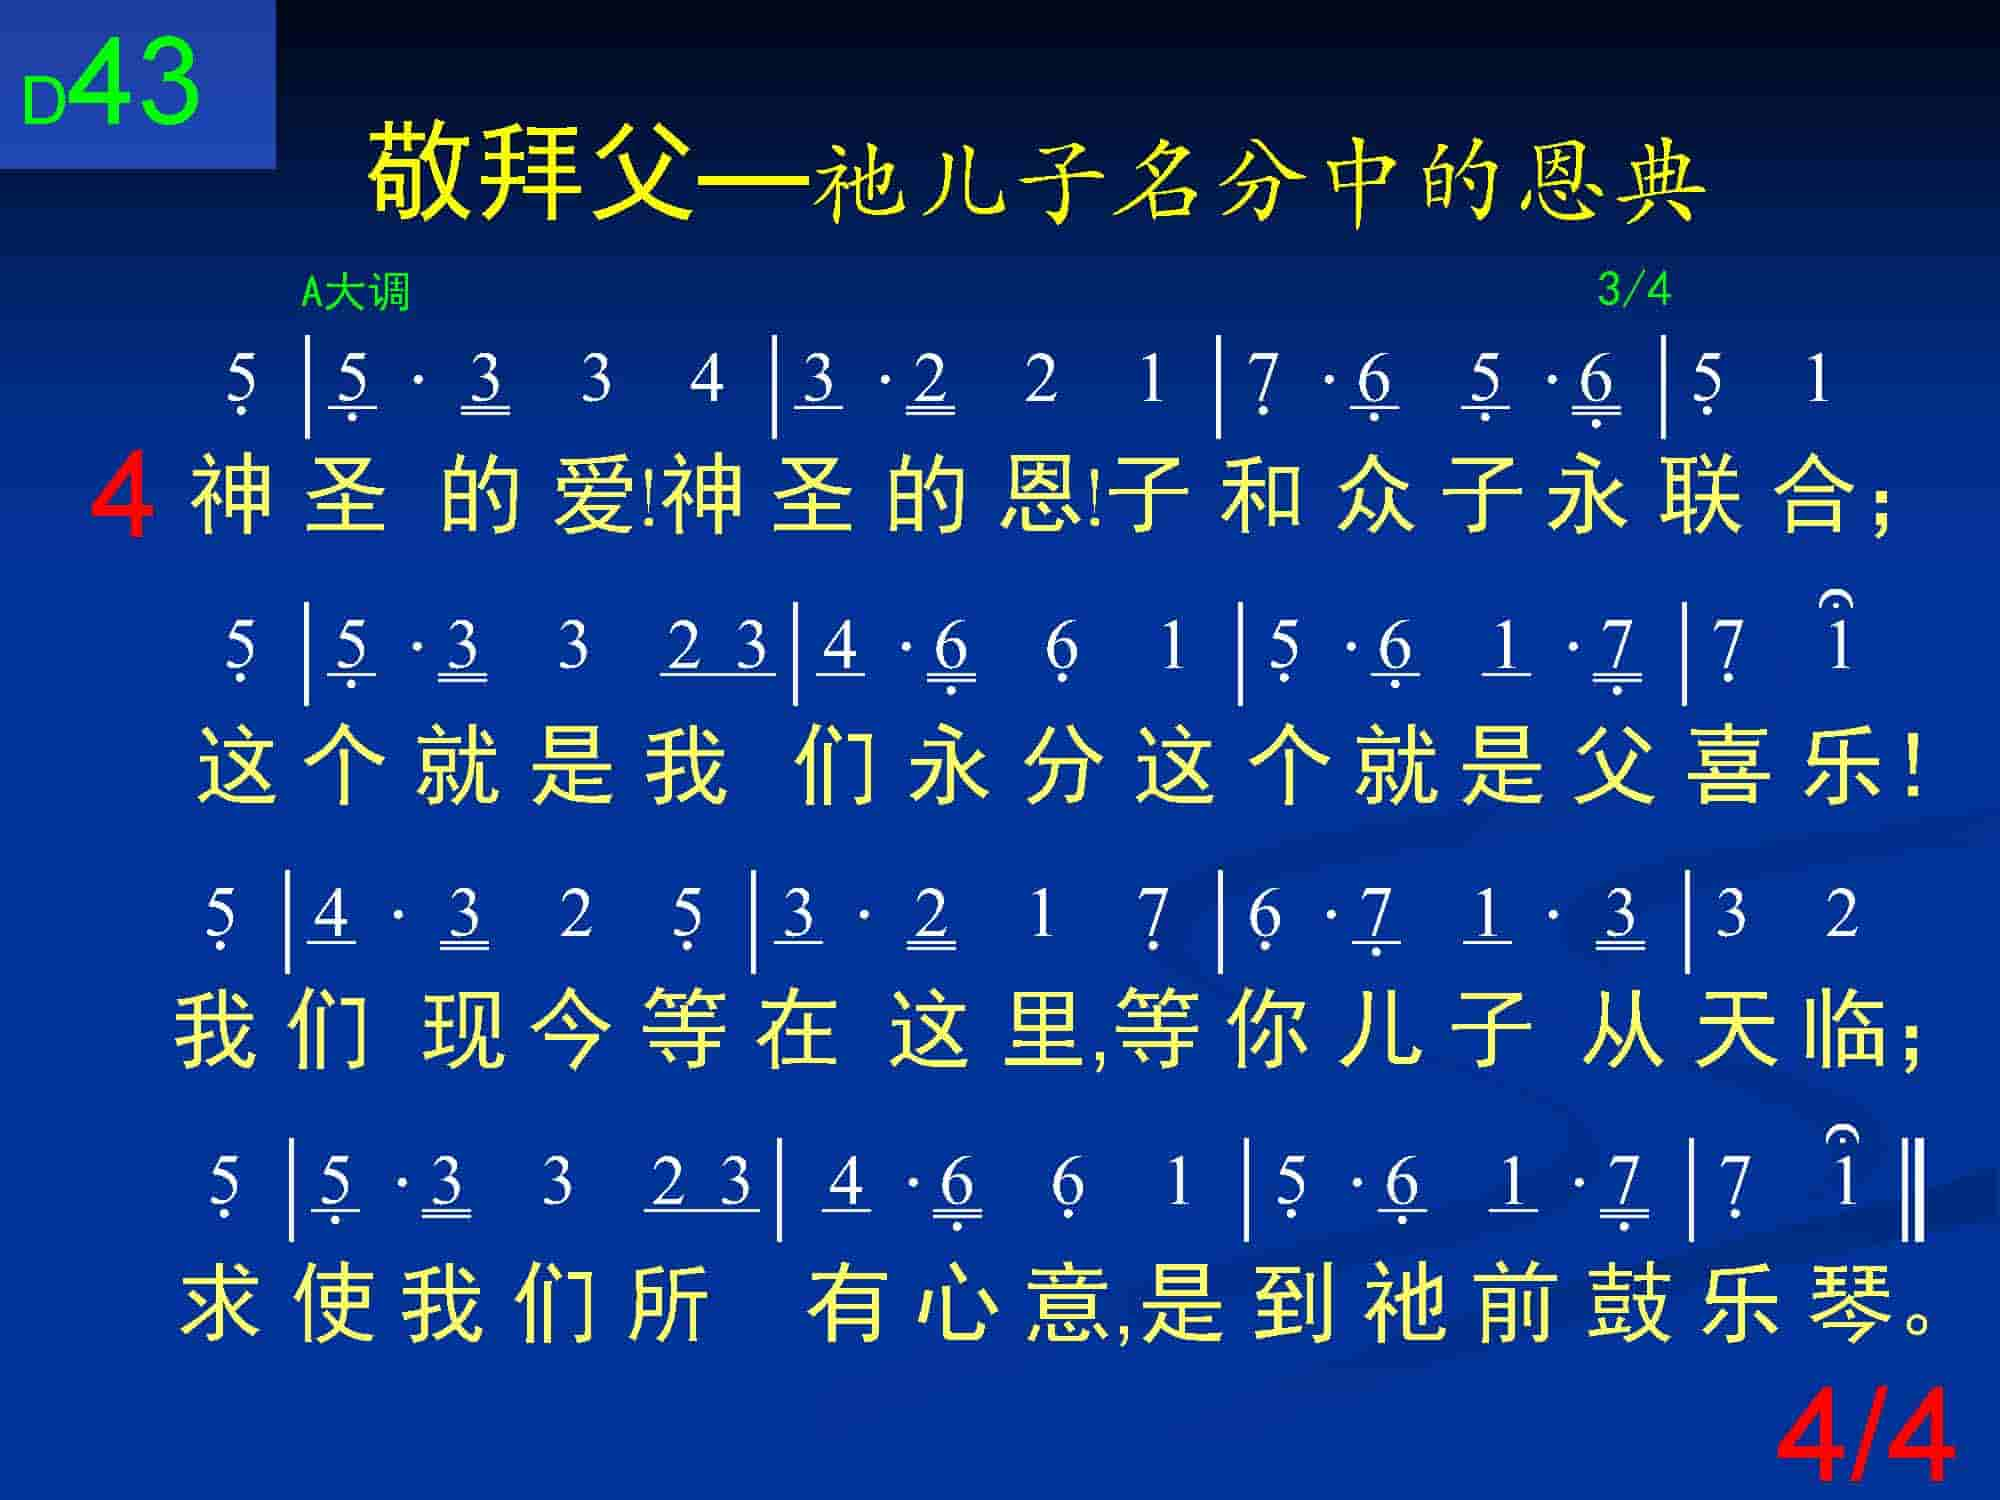 D43
敬拜父—祂儿子名分中的恩典
A大调 3/4
5 | 5 · 3 3 4 | 3 · 2 2 1 | 7 · 6 5 · 6 | 5 1
4 神圣的爱!神圣的恩!子和众子永联合;
5 | 5 · 3 3 2 3 | 4 · 6 6 1 | 5 · 6 1 · 7 | 7 1
这个就是我们永分这个就是父喜乐!
5 | 4 · 3 2 5 | 3 · 2 1 7 | 6 · 7 1 · 3 | 3 2
我们现今等在这里,等你儿子从天临;
5 | 5 · 3 3 2 3 | 4 · 6 6 1 | 5 · 6 1 · 7 | 7 1
求使我们所有心意,是到祂前鼓乐琴。
4/4